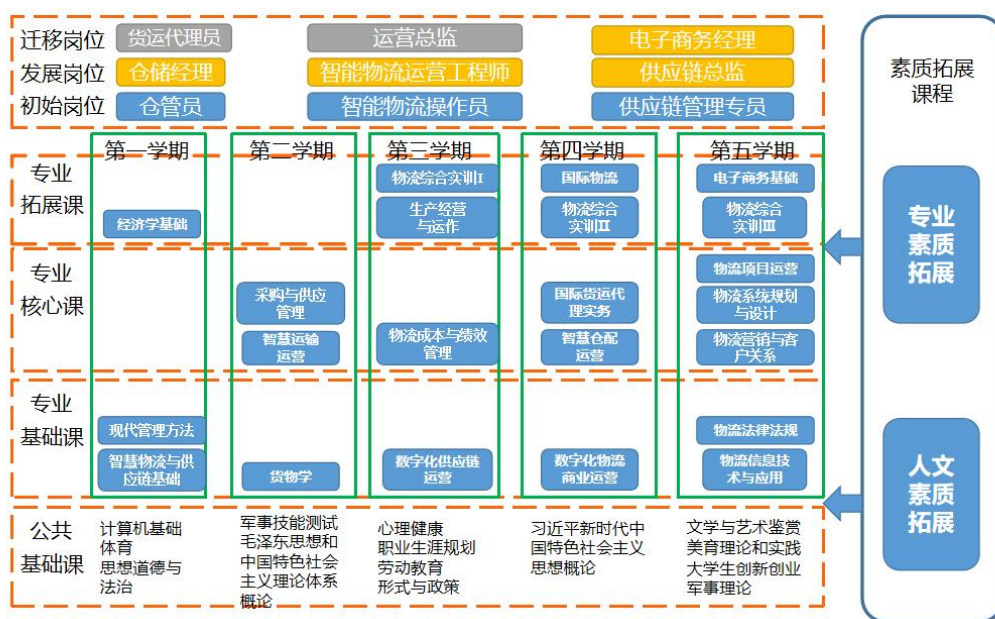 迁移岗位 货运代理员 运营总监 电子商务经理
发展岗位 仓储经理 智能物流运营工程师 供应链总监
初始岗位 仓管员 智能物流操作员 供应链管理专员
第一学期 第二学期 第三学期 第四学期 第五学期
专业
拓展课
经济学基础
物流综合实训Ⅰ
生产经营
与运作
国际物流
物流综合
实训Ⅱ
电子商务基础
物流综合
实训Ⅲ
专业
核心课
采购与供应
管理
智慧运输
运营
物流成本与绩效
管理
国际货运代
理实务
智慧仓配
运营
物流项目运营
物流系统规划
与设计
物流营销与客
户关系
专业
基础课
现代管理方法
智慧物流与供
应链基础
货物学
数字化供应链
运营
数字化物流
商业运营
物流法律法规
物流信息技
术与应用
公共
基础课
计算机基础
体育
思想道德与
法治
军事技能测试
毛泽东思想和
中国特色社会
主义理论体系
概论
心理健康
职业生涯规划
劳动教育
形式与政策
习近平新时代中
国特色社会主义
思想概论
文学与艺术鉴赏
美育理论和实践
大学生创新创业
军事理论
素质拓展
课程
专业
素质
拓展
人文
素质
拓展